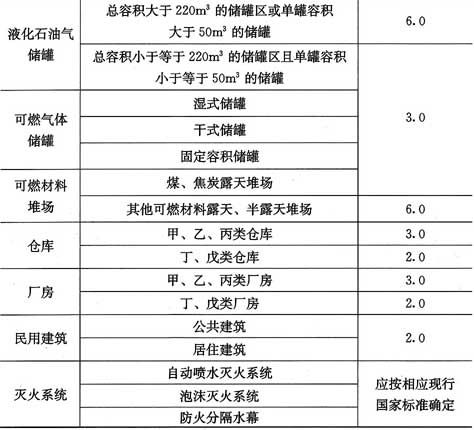 液化石油气
储罐
总容积大于 220m³ 的储罐区或单罐容积
大于 50m³ 的储罐
6.0
总容积小于等于 220m³ 的储罐区且单罐容积
小于等于 50m³ 的储罐
3.0
可燃气体
储罐
湿式储罐
干式储罐
固定容积储罐
可燃材料
堆场
煤、焦炭露天堆场
其他可燃材料露天、半露天堆场
6.0
仓库
甲、乙、丙类仓库
3.0
丁、戊类仓库
2.0
厂房
甲、乙、丙类厂房
3.0
丁、戊类厂房
2.0
民用建筑
公共建筑
2.0
居住建筑
灭火系统
自动喷水灭火系统
应按相应现行
国家标准确定
泡沫灭火系统
防火分隔水幕